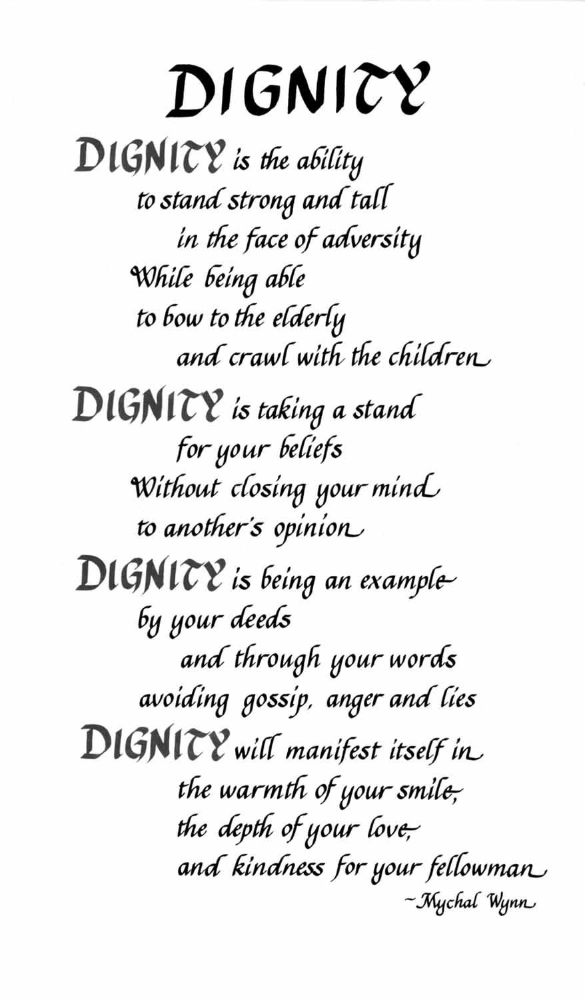 DIGNITY
DIGNITY is the ability
to stand strong and tall
in the face of adversity
While being able
to bow to the elderly
and crawl with the children
DIGNITY is taking a stand
for your beliefs
Without closing your mind
to another's opinion
DIGNITY is being an example
by your deeds
and through your words
avoiding gossip, anger and lies
DIGNITY will manifest itself in
the warmth of your smile,
the depth of your love,
and kindness for your fellowman
~Mychal Wynn